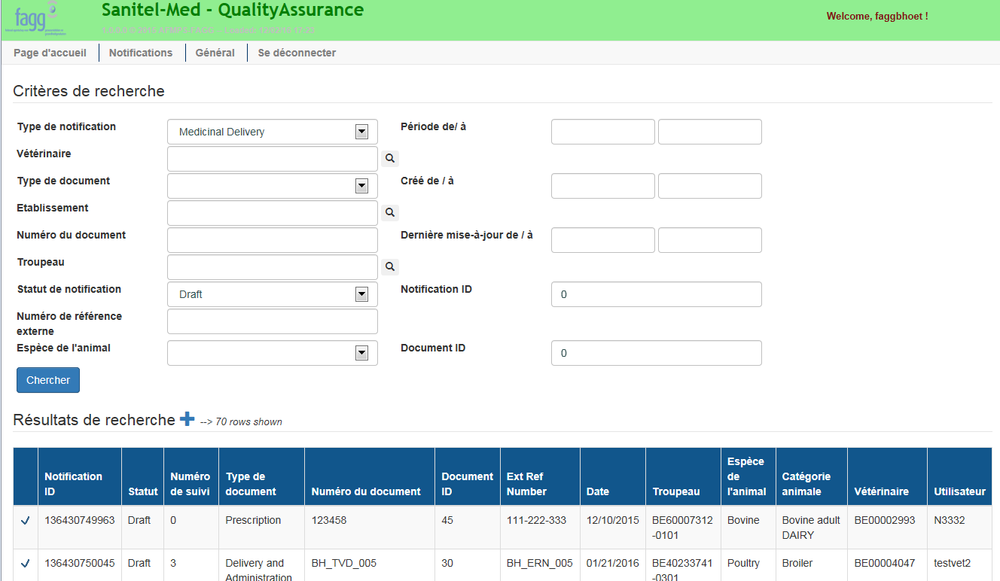 fagg
Sanitel-Med - QualityAssurance
Welcome, faggbhoet !
Page d'accueil
Notifications
Général
Se déconnecter
Critères de recherche
Type de notification
Medicinal Delivery
Période de/ à
Vétérinaire
Type de document
Créé de / à
Etablissement
Numéro du document
Dernière mise-à-jour de / à
Troupeau
Statut de notification
Draft
Notification ID
0
Numéro de référence
externe
Espèce de l'animal
Document ID
0
Chercher
Résultats de recherche --> 70 rows shown
Notification
ID
Statut
Numéro
de suivi
Type de
document
Numéro du document
Document
ID
Ext Ref
Number
Date
Troupeau
Espèce
de
l'animal
Catégorie
animale
Vétérinaire
Utilisateur
136430749963
Draft
0
Prescription
123458
45
111-222-333
12/10/2015
BE60007312
-0101
Bovine
Bovine adult
DAIRY
BE00002993
N3332
136430750045
Draft
3
Delivery and
Administration
BH_TVD_005
30
BH_ERN_005
01/21/2016
BE40233741
-0301
Poultry
Broiler
BE00004047
testvet2